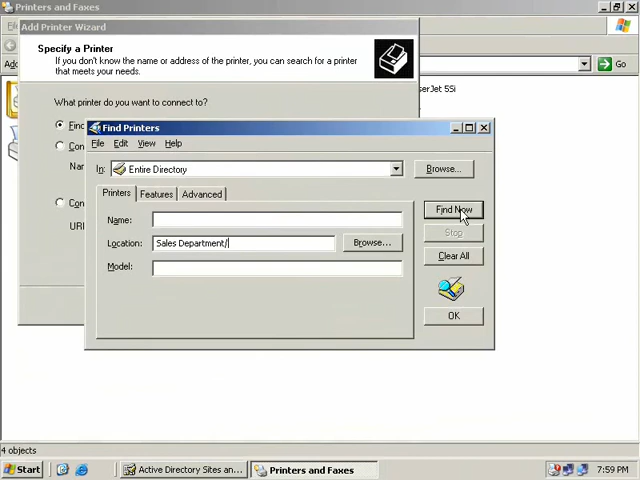 Printers and Faxes
Add Printer Wizard
Specify a Printer
If you don't know the name or address of the printer, you can search for a printer
that meets your needs.
Go
What printer do you want to connect to?
Find Printers
File Edit View Help
In: Entire Directory
Browse...
Printers Features Advanced
Name:
Location: Sales Department/
Browse...
Model:
Find Now
Stop
Clear All
OK
4 objects
Start
Active Directory Sites an...
Printers and Faxes
7:59 PM